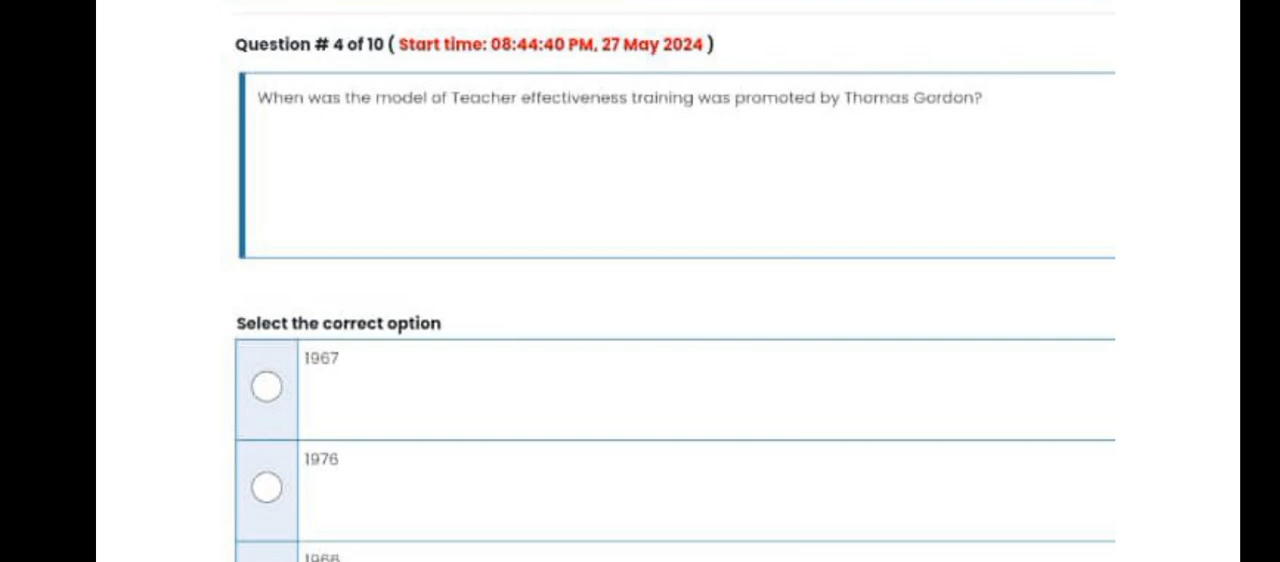 Question # 4 of 10 ( Start time: 08:44:40 PM, 27 May 2024 )
When was the model of Teacher effectiveness training was promoted by Thomas Gordon?
Select the correct option
1967
1976